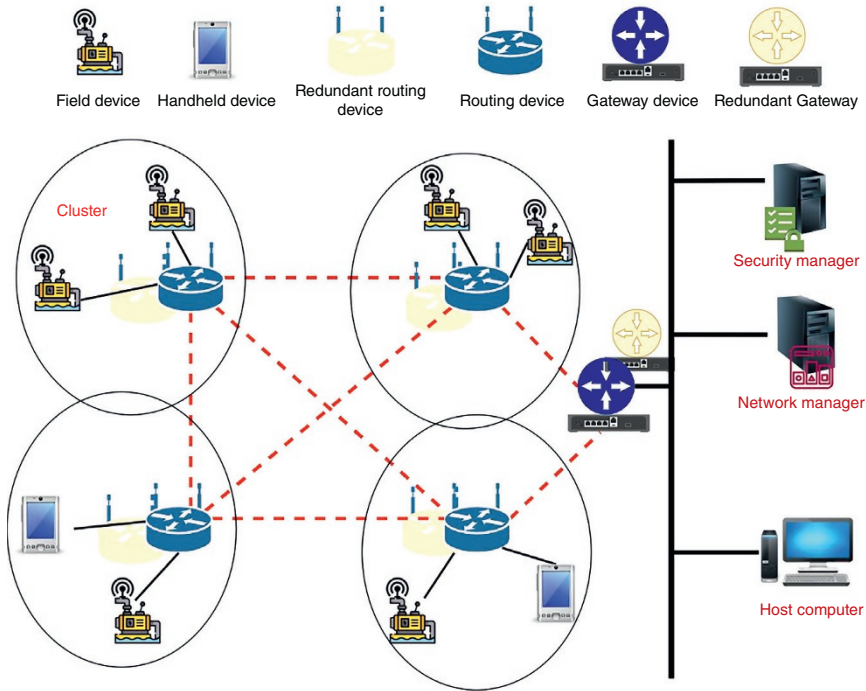 Field device
Handheld device
Redundant routing
device
Routing device
Gateway device
Redundant Gateway
Cluster
Security manager
Network manager
Host computer